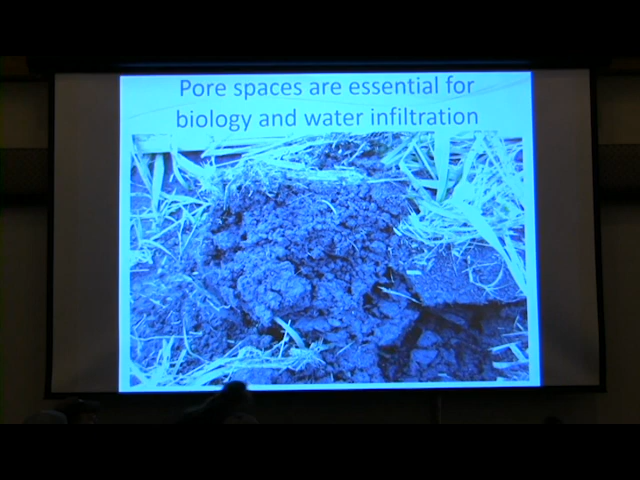 Pore spaces are essential for
biology and water infiltration